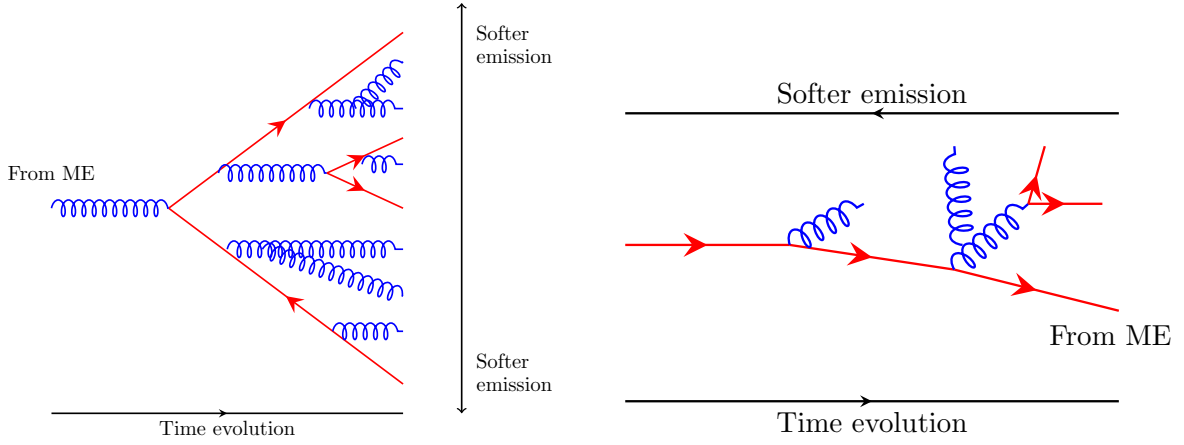 Softer
emission
From ME
Softer
emission
Time evolution
Softer emission
From ME
Time evolution